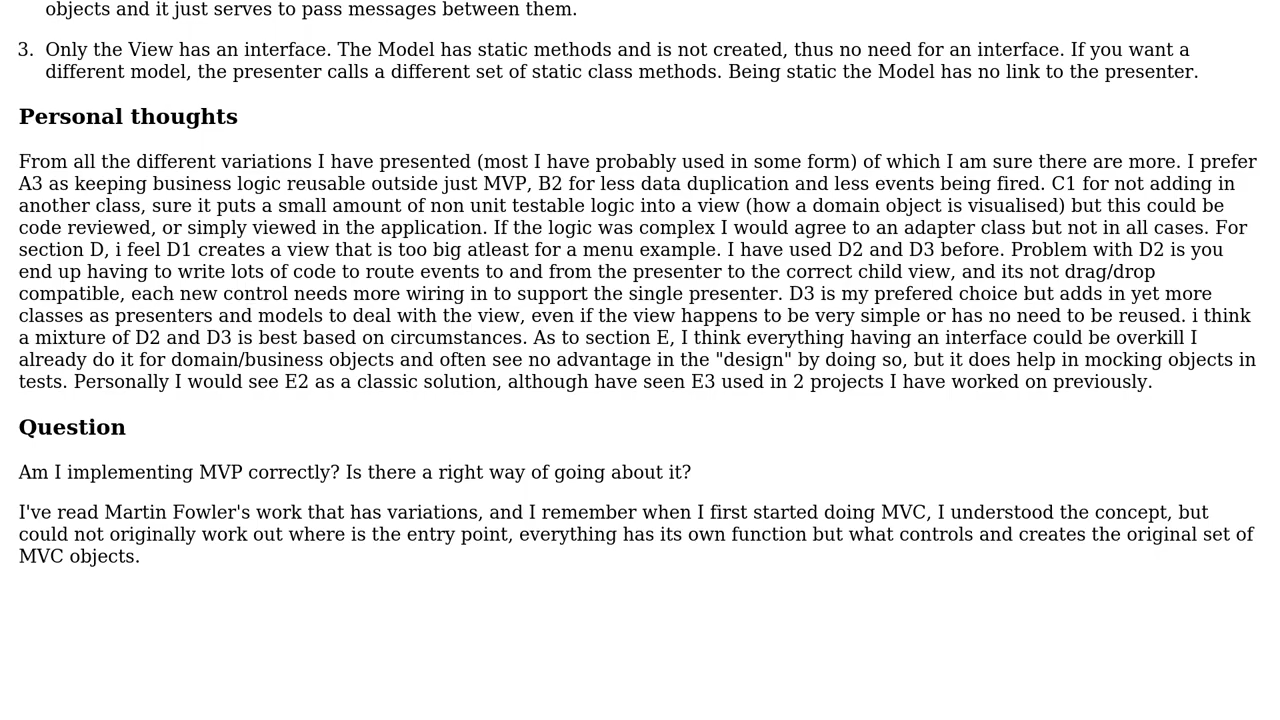 objects and it just serves to pass messages between them.
3. Only the View has an interface. The Model has static methods and is not created, thus no need for an interface. If you want a
different model, the presenter calls a different set of static class methods. Being static the Model has no link to the presenter.
Personal thoughts
From all the different variations I have presented (most I have probably used in some form) of which I am sure there are more. I prefer
A3 as keeping business logic reusable outside just MVP, B2 for less data duplication and less events being fired. C1 for not adding in
another class, sure it puts a small amount of non unit testable logic into a view (how a domain object is visualised) but this could be
code reviewed, or simply viewed in the application. If the logic was complex I would agree to an adapter class but not in all cases. For
section D, i feel D1 creates a view that is too big atleast for a menu example. I have used D2 and D3 before. Problem with D2 is you
end up having to write lots of code to route events to and from the presenter to the correct child view, and its not drag/drop
compatible, each new control needs more wiring in to support the single presenter. D3 is my prefered choice but adds in yet more
classes as presenters and models to deal with the view, even if the view happens to be very simple or has no need to be reused. i think
a mixture of D2 and D3 is best based on circumstances. As to section E, I think everything having an interface could be overkill I
already do it for domain/business objects and often see no advantage in the "design" by doing so, but it does help in mocking objects in
tests. Personally I would see E2 as a classic solution, although have seen E3 used in 2 projects I have worked on previously.
Question
Am I implementing MVP correctly? Is there a right way of going about it?
I've read Martin Fowler's work that has variations, and I remember when I first started doing MVC, I understood the concept, but
could not originally work out where is the entry point, everything has its own function but what controls and creates the original set of
MVC objects.